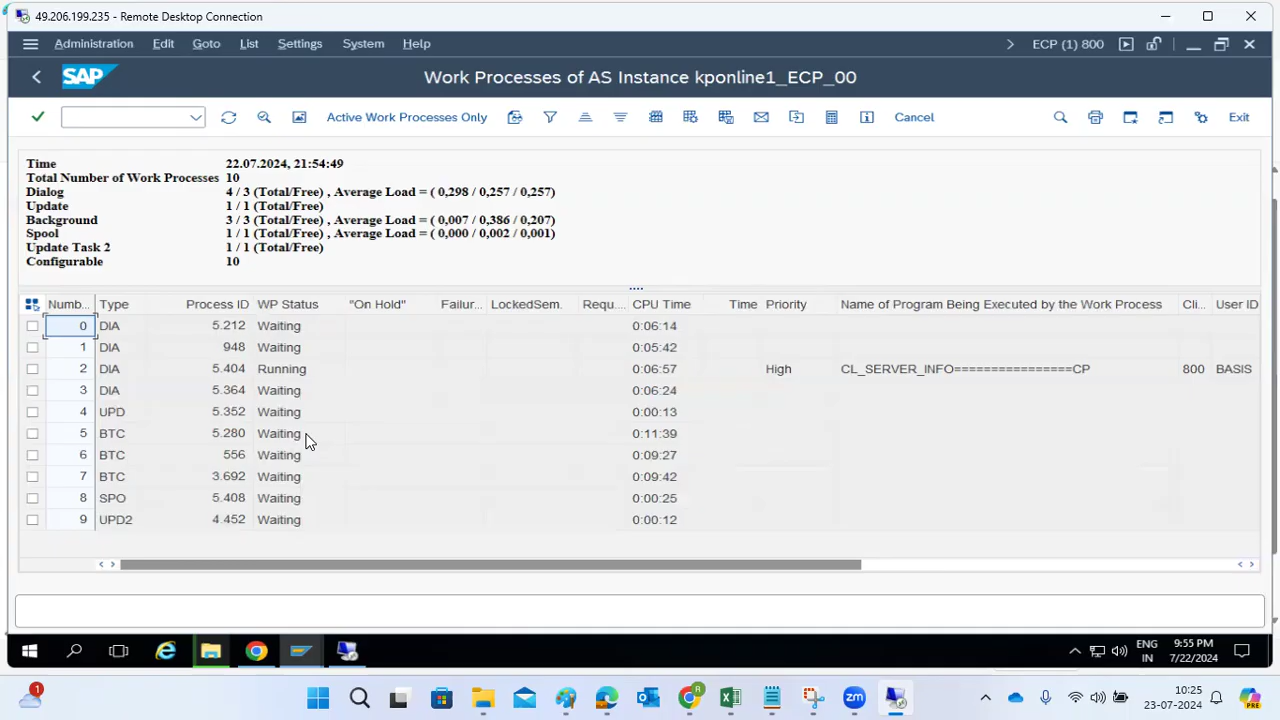 49.206.199.235 - Remote Desktop Connection
Administration Edit Goto List Settings System Help ECP (1) 800
SAP Work Processes of AS Instance kponline1_ECP_00
Active Work Processes Only Cancel Exit
Time 22.07.2024, 21:54:49
Total Number of Work Processes 10
Dialog 4 / 3 (Total/Free) , Average Load = ( 0,298 / 0,257 / 0,257)
Update 1 / 1 (Total/Free)
Background 3 / 3 (Total/Free) , Average Load = ( 0,007 / 0,386 / 0,207)
Spool 1 / 1 (Total/Free) , Average Load = ( 0,000 / 0,002 / 0,001)
Update Task 2 1 / 1 (Total/Free)
Configurable 10
Numb... Type Process ID WP Status "On Hold" Failur... LockedSem. Requ... CPU Time Time Priority Name of Program Being Executed by the Work Process Cli... User ID
0 DIA 5.212 Waiting 0:06:14
1 DIA 948 Waiting 0:05:42
2 DIA 5.404 Running 0:06:57 High CL_SERVER_INFO================CP 800 BASIS
3 DIA 5.364 Waiting 0:06:24
4 UPD 5.352 Waiting 0:00:13
5 BTC 5.280 Waiting 0:11:39
6 BTC 556 Waiting 0:09:27
7 BTC 3.692 Waiting 0:09:42
8 SPO 5.408 Waiting 0:00:25
9 UPD2 4.452 Waiting 0:00:12
ENG 9:55 PM
IN 7/22/2024
1 R zm 10:25 PRE
23-07-2024